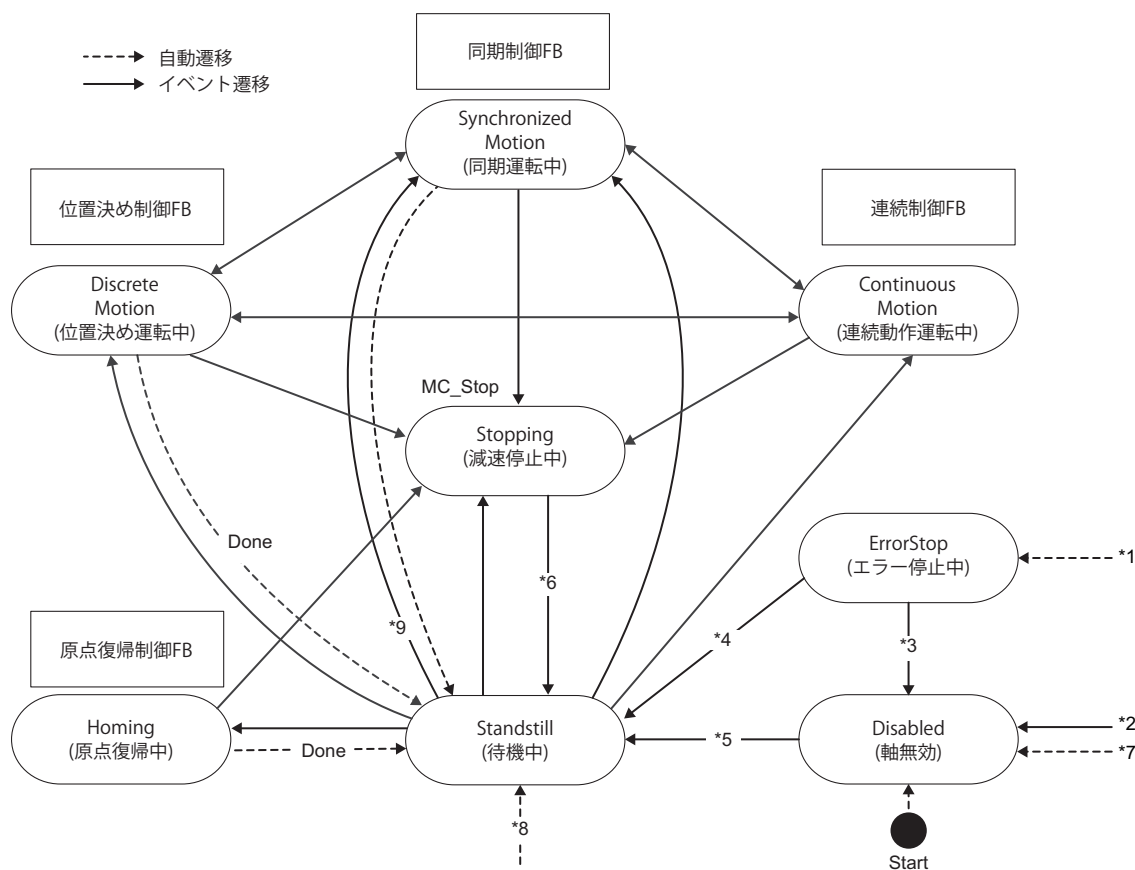 自動遷移
イベント遷移
同期制御FB
Synchronized
Motion
(同期運転中)
位置決め制御FB
連続制御FB
Discrete
Motion
(位置決め運転中)
Continuous
Motion
(連続動作運転中)
MC_Stop
Stopping
(減速停止中)
Done
*6
ErrorStop
(エラー停止中)
*1
*9
*4
*3
原点復帰制御FB
Homing
(原点復帰中)
Done
Standstill
(待機中)
*5
Disabled
(軸無効)
*2
*7
*8
Start